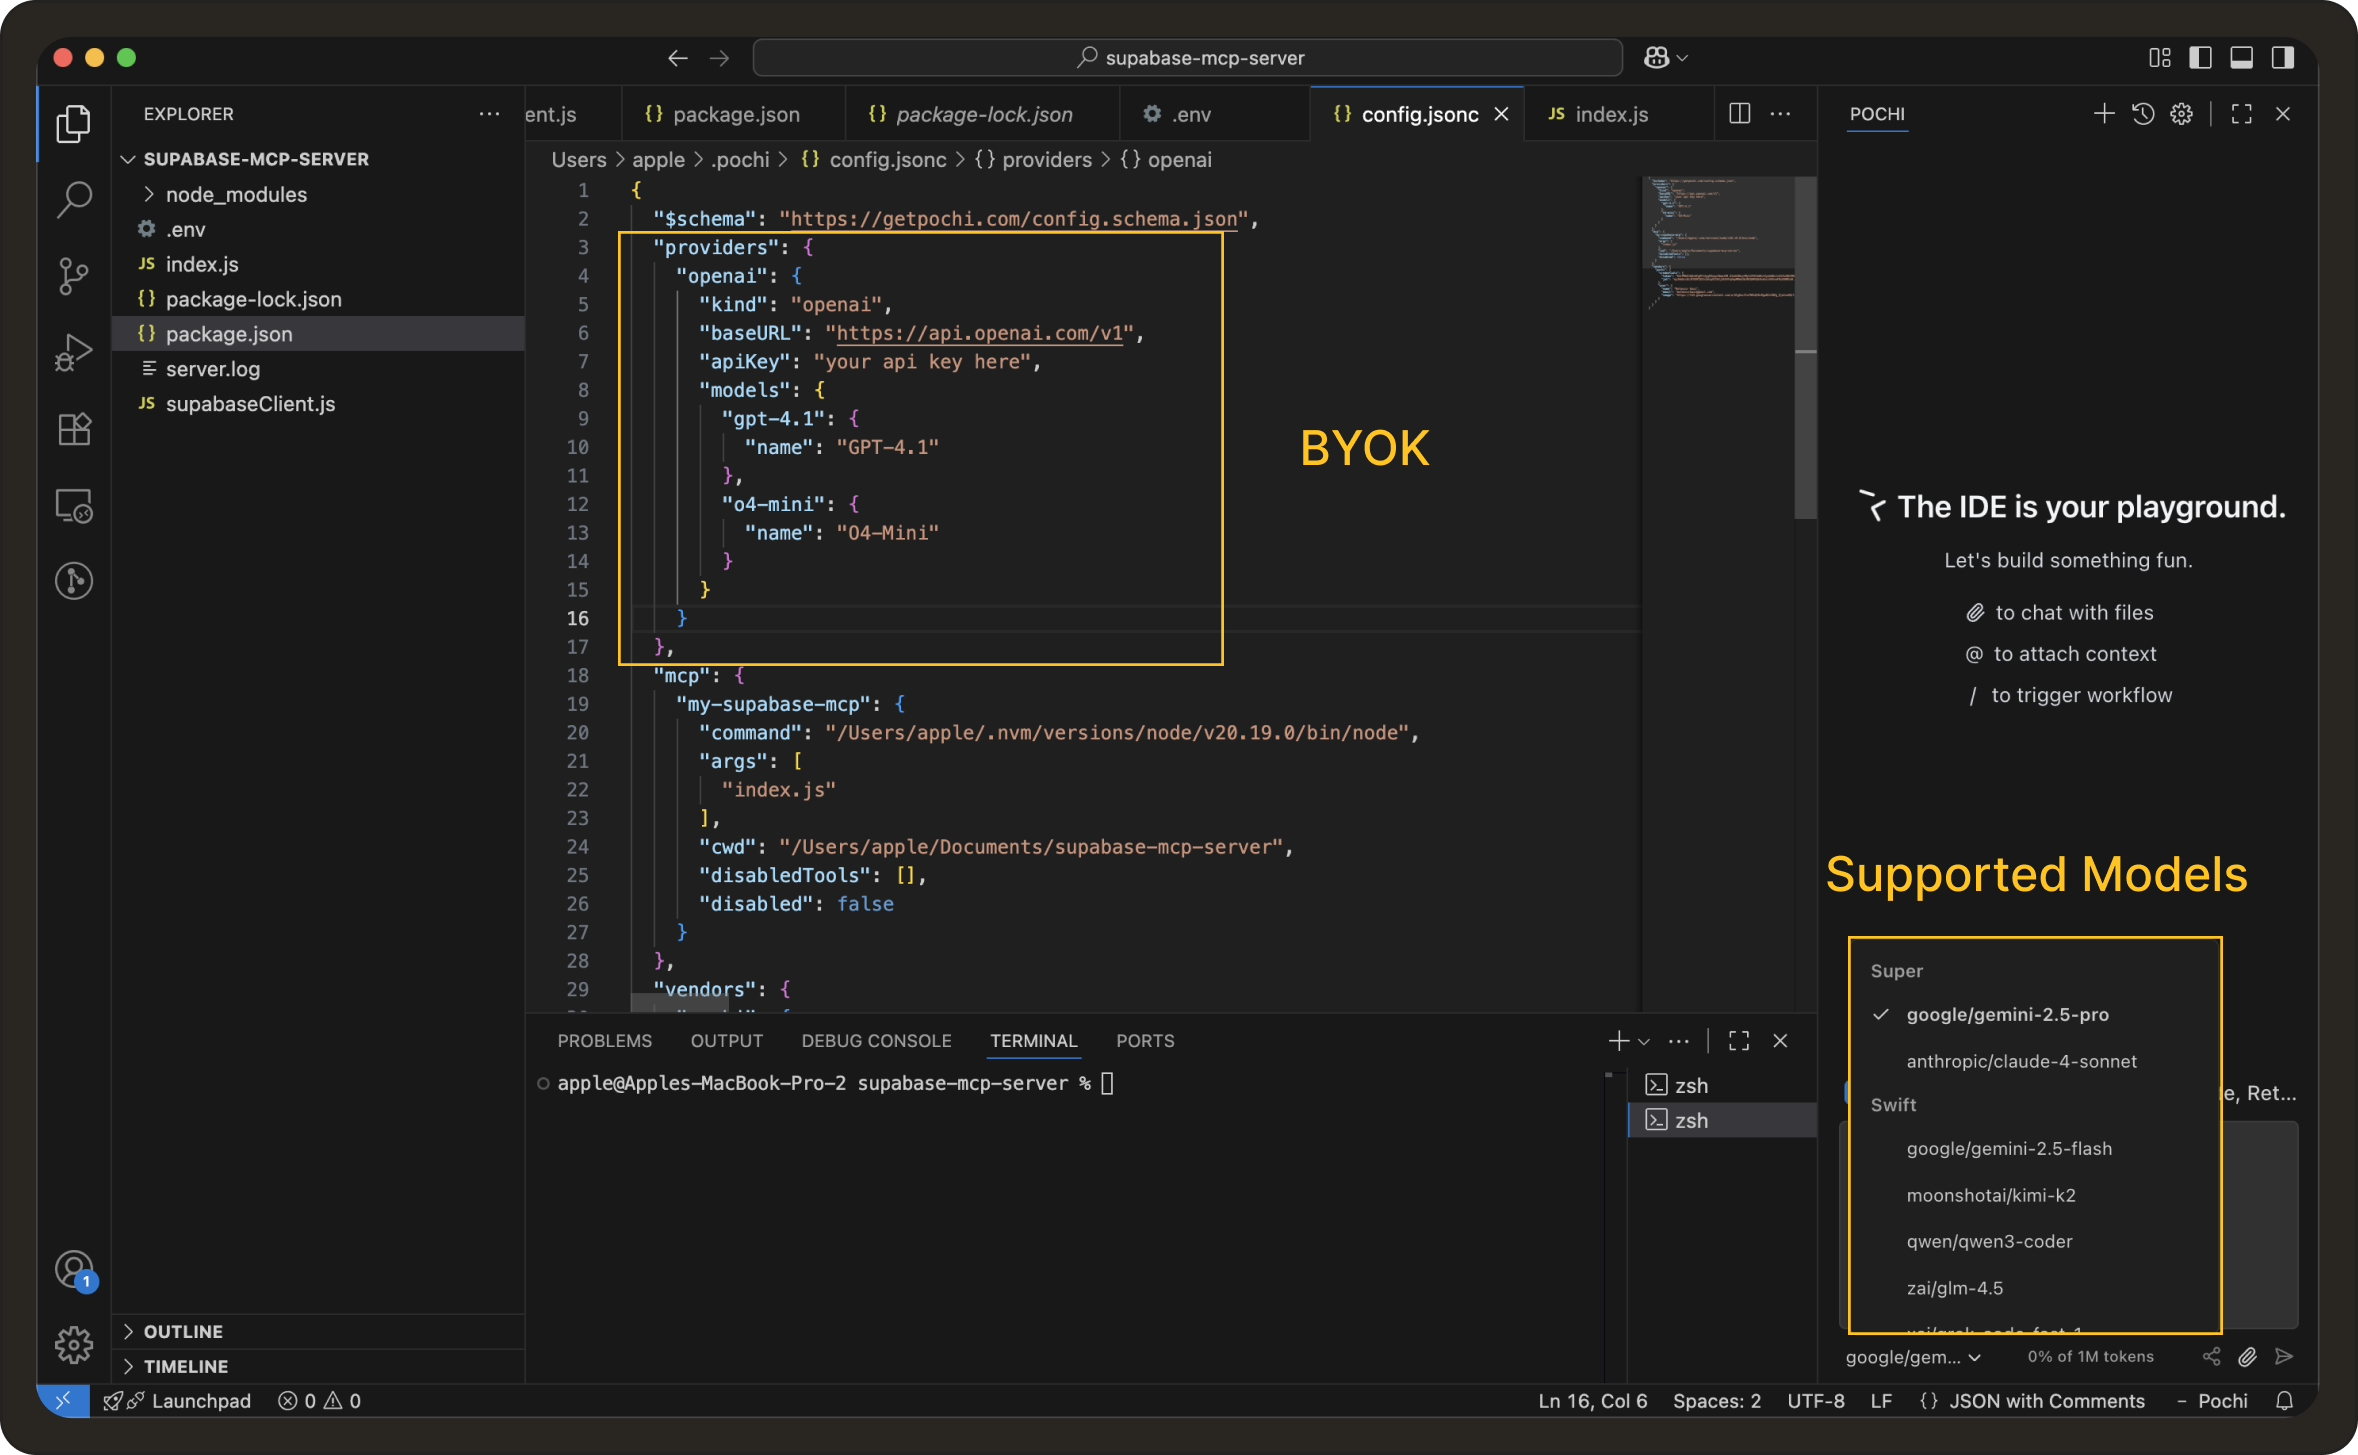 supabase-mcp-server
EXPLORER
SUPABASE-MCP-SERVER
node_modules
.env
JS index.js
{} package-lock.json
{} package.json
server.log
JS supabaseClient.js
OUTLINE
TIMELINE
ent.js
{} package.json
{} package-lock.json
.env
{} config.jsonc
JS index.js
Users > apple > .pochi > {} config.jsonc > {} providers > {} openai
1 {
2 "$schema": "https://getpochi.com/config.schema.json",
3 "providers": {
4 "openai": {
5 "kind": "openai",
6 "baseURL": "https://api.openai.com/v1",
7 "apiKey": "your api key here",
8 "models": {
9 "gpt-4.1": {
10 "name": "GPT-4.1"
11 },
12 "o4-mini": {
13 "name": "O4-Mini"
14 }
15 }
16 }
17 },
18 "mcp": {
19 "my-supabase-mcp": {
20 "command": "/Users/apple/.nvm/versions/node/v20.19.0/bin/node",
21 "args": [
22 "index.js"
23 ],
24 "cwd": "/Users/apple/Documents/supabase-mcp-server",
25 "disabledTools": [],
26 "disabled": false
27 }
28 },
29 "vendors": {
BYOK
PROBLEMS OUTPUT DEBUG CONSOLE TERMINAL PORTS
apple@Apples-MacBook-Pro-2 supabase-mcp-server %
zsh
zsh
POCHI
The IDE is your playground.
Let's build something fun.
to chat with files
@ to attach context
/ to trigger workflow
Supported Models
Super
google/gemini-2.5-pro
anthropic/claude-4-sonnet
Swift
google/gemini-2.5-flash
moonshotai/kimi-k2
qwen/qwen3-coder
zai/glm-4.5
e, Ret...
google/gem...
0% of 1M tokens
1
Launchpad
0 0
Ln 16, Col 6
Spaces: 2
UTF-8
LF
{} JSON with Comments
– Pochi